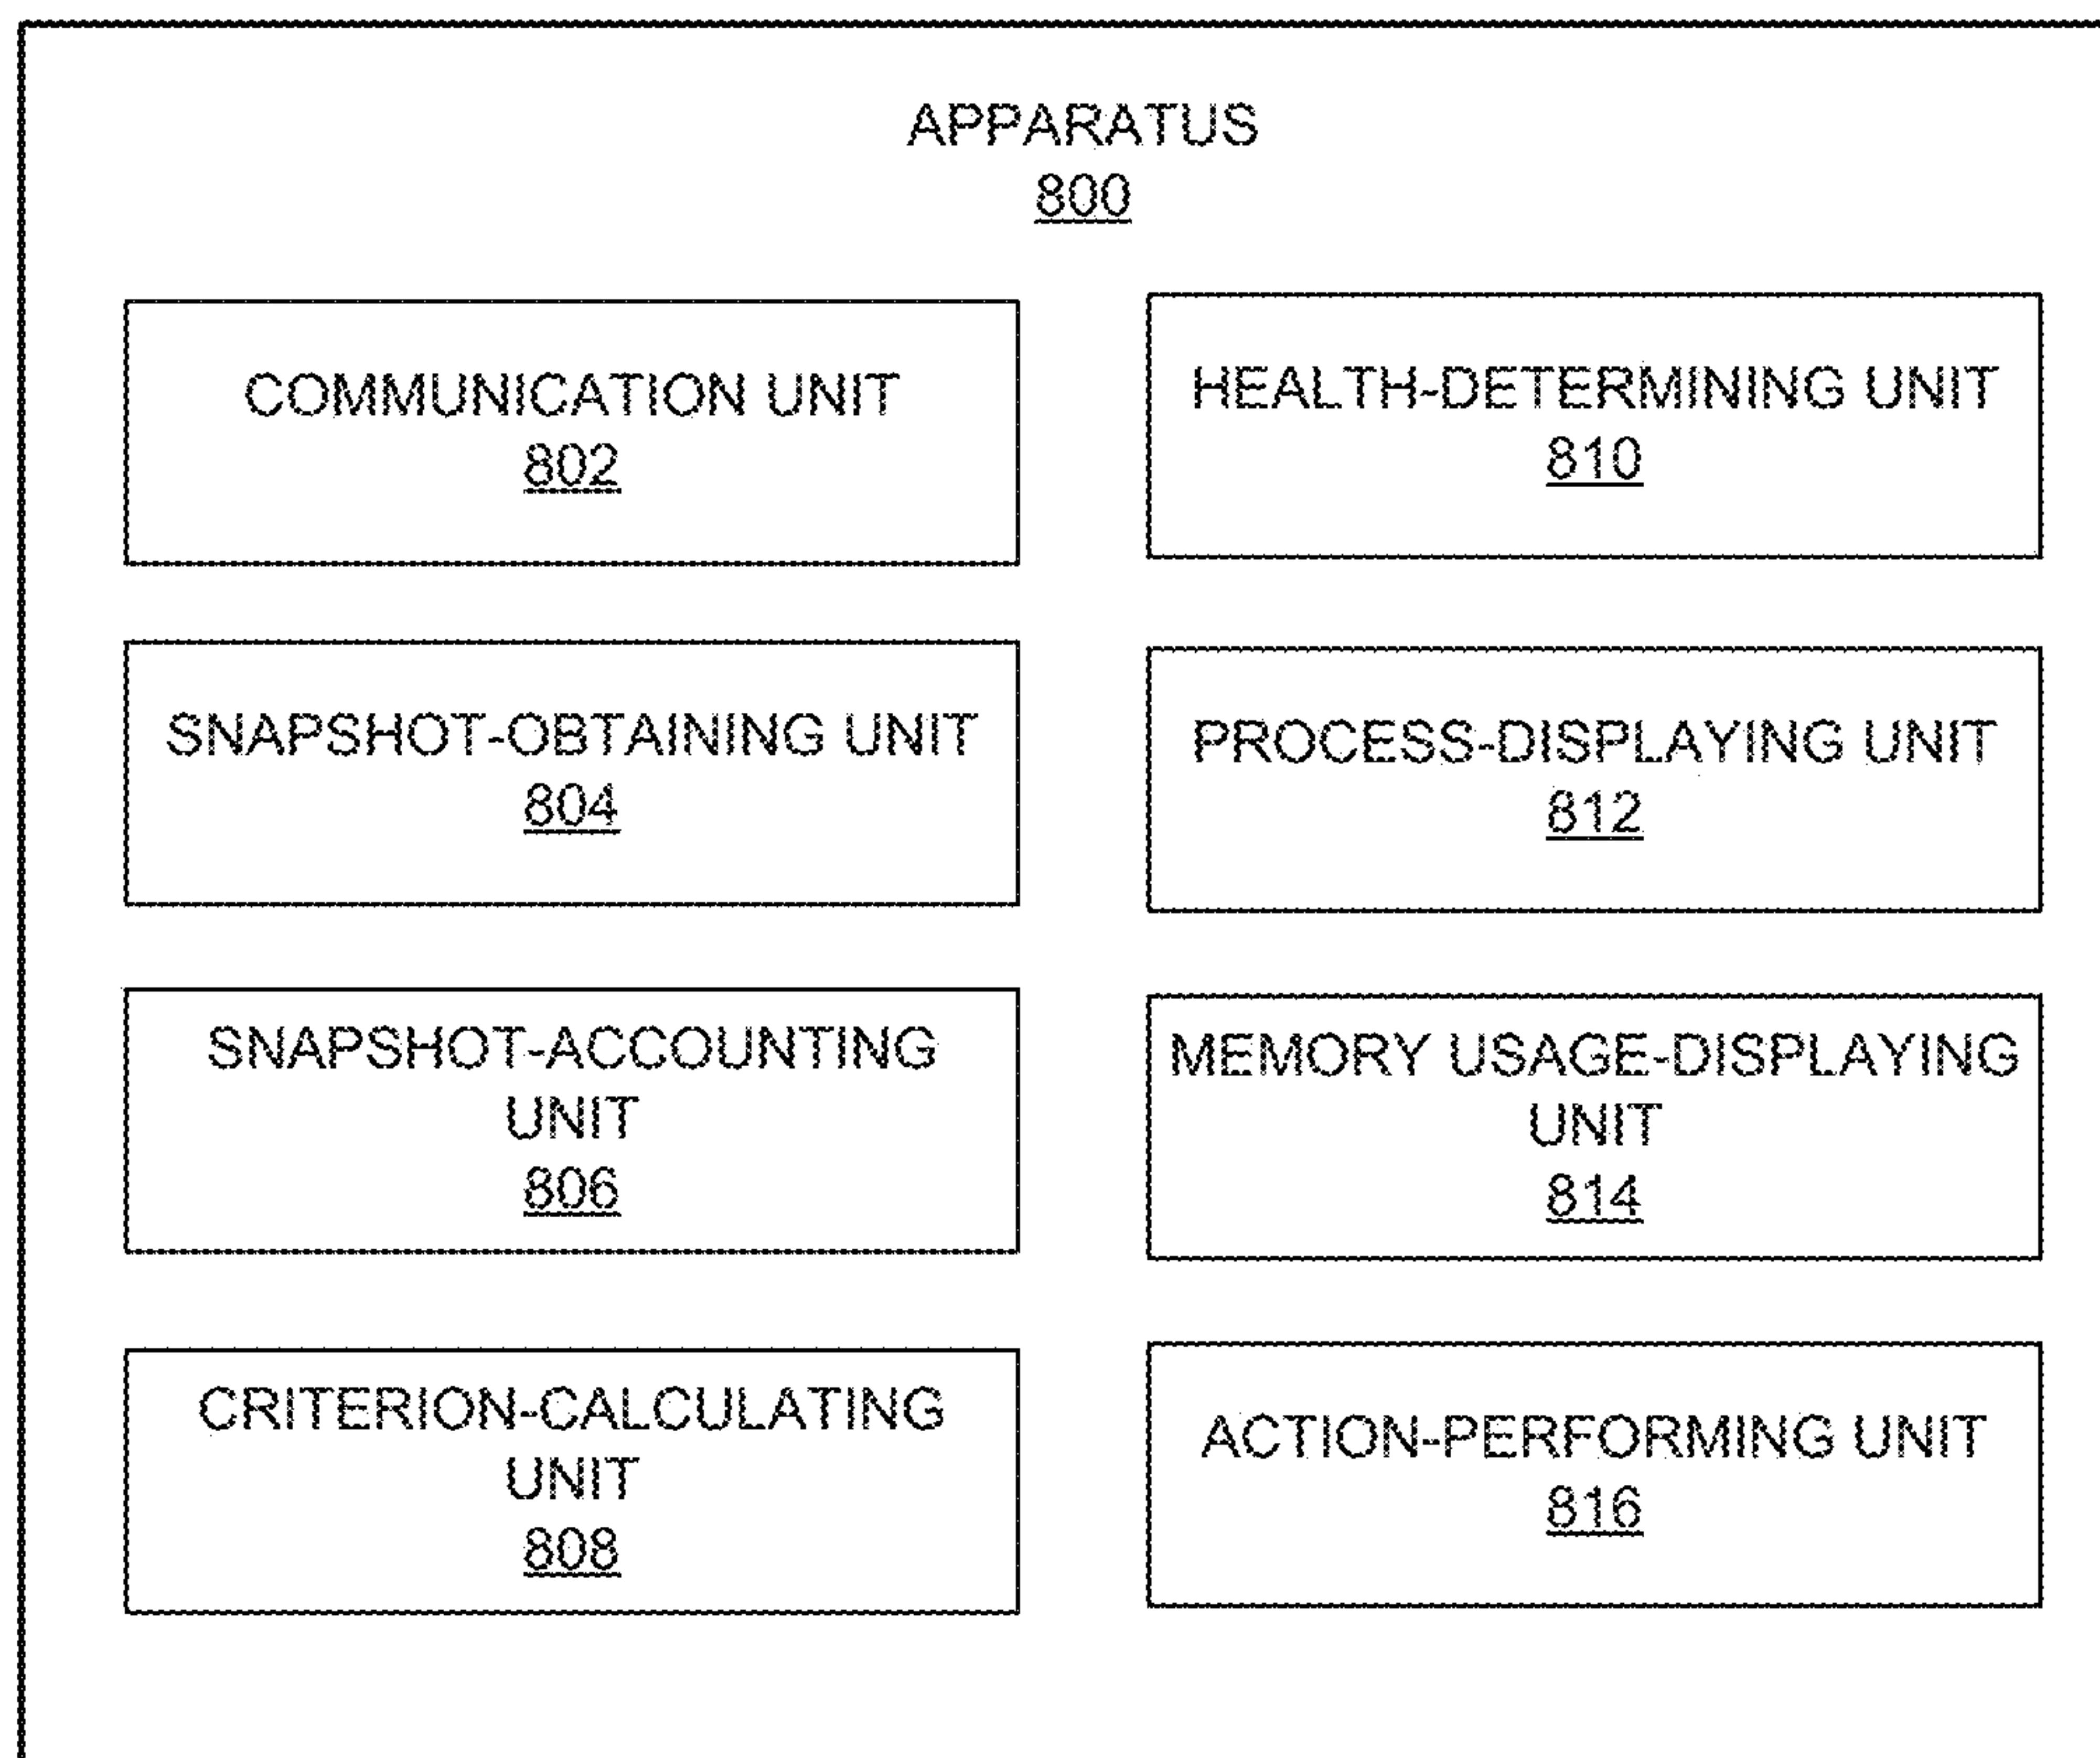 APPARATUS
800
COMMUNICATION UNIT
802
SNAPSHOT-OBTAINING UNIT
804
SNAPSHOT-ACCOUNTING
UNIT
806
CRITERION-CALCULATING
UNIT
808
HEALTH-DETERMINING UNIT
810
PROCESS-DISPLAYING UNIT
812
MEMORY USAGE-DISPLAYING
UNIT
814
ACTION-PERFORMING UNIT
816